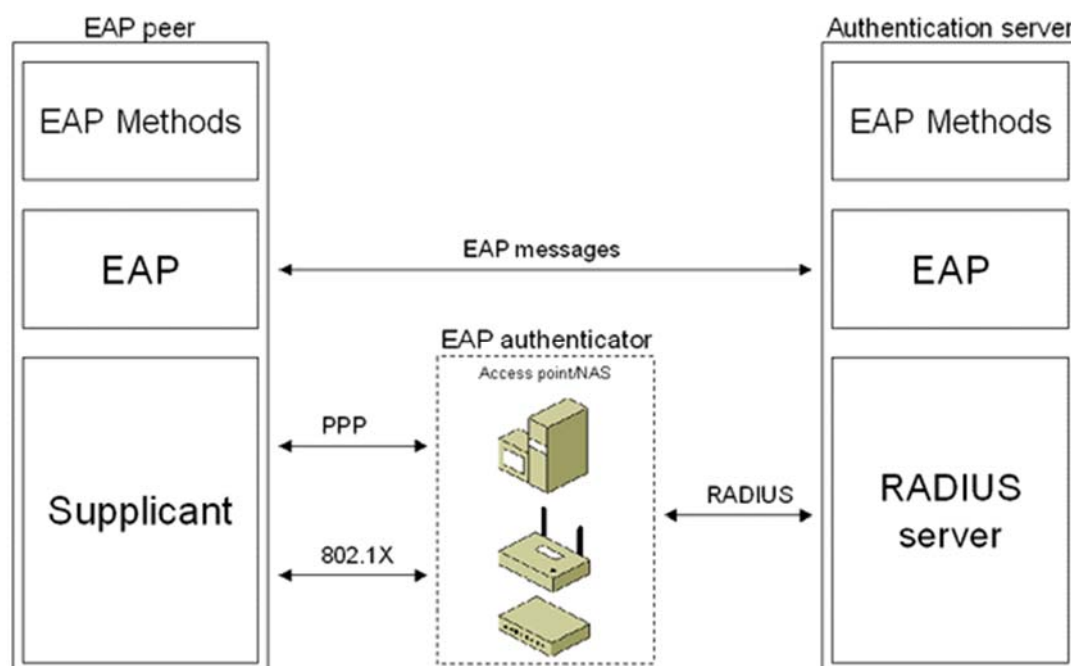 EAP peer
Authentication server
EAP Methods
EAP Methods
EAP
EAP messages
EAP
EAP authenticator
Access point/NAS
PPP
Supplicant
802.1X
RADIUS
RADIUS
server